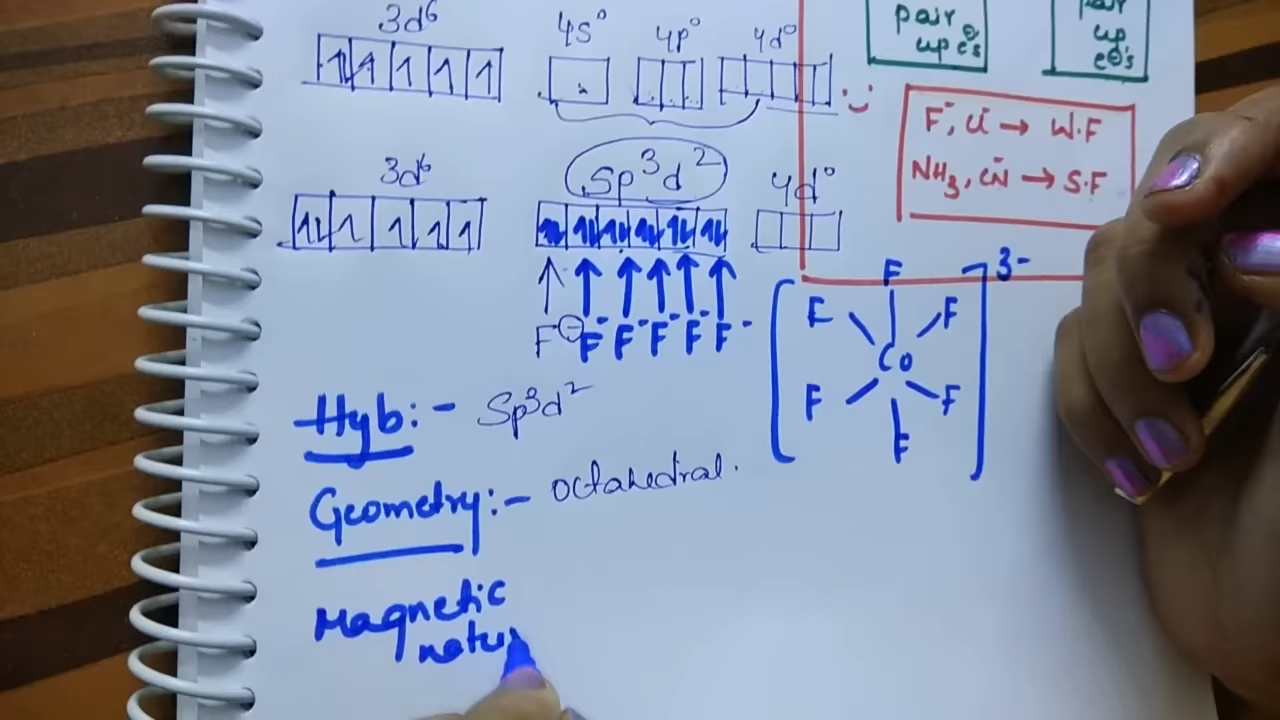 3d⁶ 4s⁰ 4p⁰ 4d⁰
pair up e⊖'s
pair up e⊖'s
F⁻, Cl⁻ → W.F
NH₃, CN⁻ → S.F
3d⁶ sp³d² 4d⁰
F⊖ F⁻ F⁻ F⁻ F⁻ F⁻
3-
F
F F
Co
F F
F
Hyb:- Sp³d²
Geometry:- octahedral.
Magnetic
natu